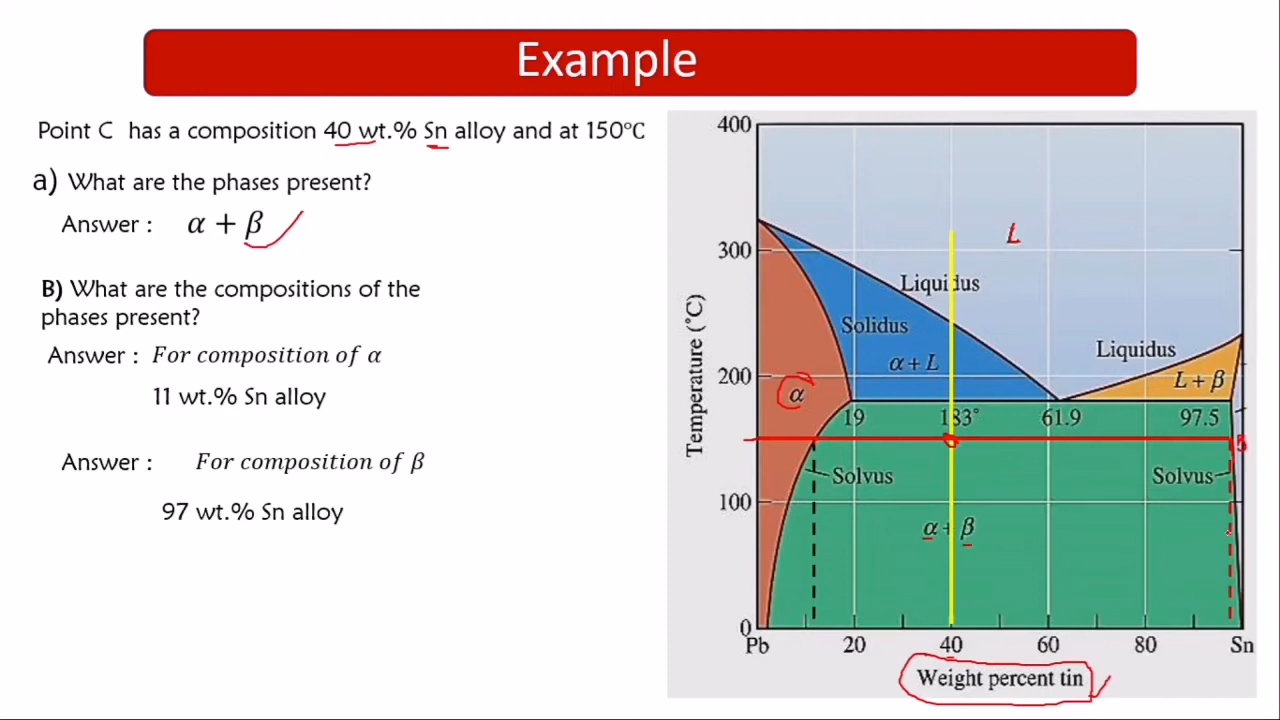 Example
Point C has a composition 40 wt.% Sn alloy and at 150°C
a) What are the phases present?
Answer : α + β
B) What are the compositions of the
phases present?
Answer : For composition of α
11 wt.% Sn alloy
Answer : For composition of β
97 wt.% Sn alloy
400
300
200
100
0
Temperature (°C)
L
Liquidus
Solidus
α + L
Liquidus
L + β
α
19
183°
61.9
97.5
Solvus
Solvus
α + β
Pb
20
40
60
80
Sn
Weight percent tin